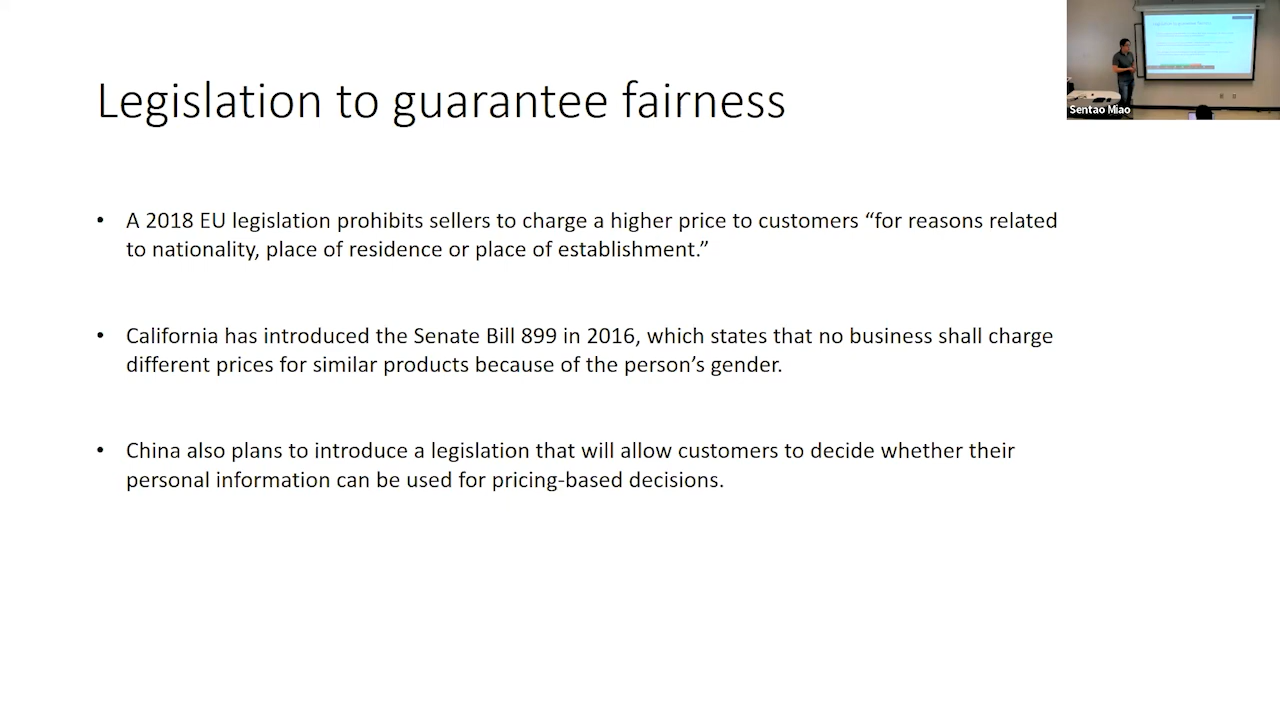 Legislation to guarantee fairness
Sentao Miao
• A 2018 EU legislation prohibits sellers to charge a higher price to customers “for reasons related
to nationality, place of residence or place of establishment.”
• California has introduced the Senate Bill 899 in 2016, which states that no business shall charge
different prices for similar products because of the person’s gender.
• China also plans to introduce a legislation that will allow customers to decide whether their
personal information can be used for pricing-based decisions.